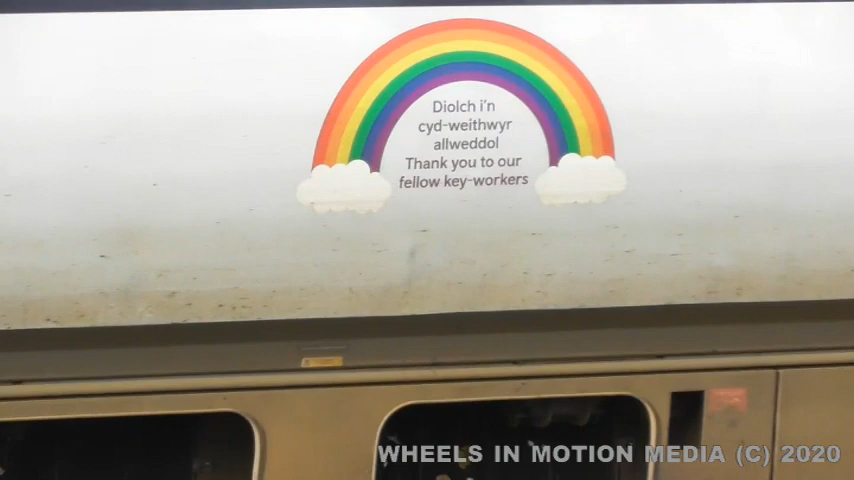 Diolch i'n
cyd-weithwyr
allweddol
Thank you to our
fellow key-workers
WHEELS IN MOTION MEDIA (C) 2020